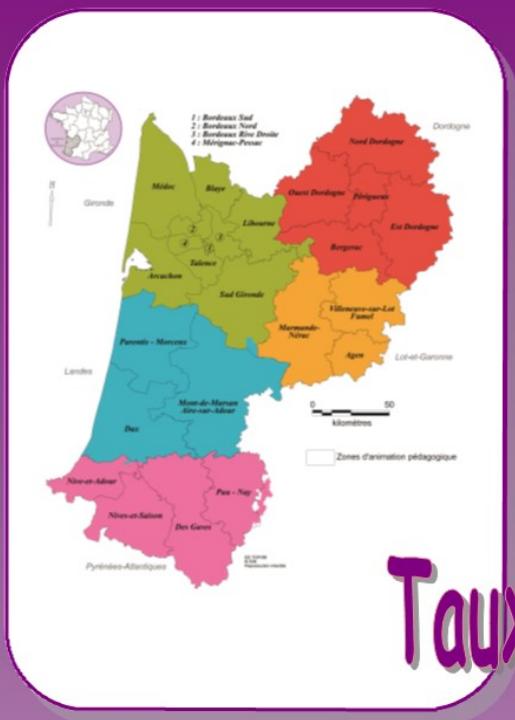 1 : Bordeaux Sud
2 : Bordeaux Nord
3 : Bordeaux Rive Droite
4 : Mérignac-Pessac
Dordogne
Nord Dordogne
Médoc
Blaye
Ouest Dordogne
Périgueux
Gironde
Libourne
Est Dordogne
2
3
4
1
Bergerac
Talence
Arcachon
Sud Gironde
Villeneuve-sur-Lot
Fumel
Marmande-
Nérac
Parentis - Morcenx
Agen
Lot-et-Garonne
Landes
Mont-de-Marsan
Aire-sur-Adour
0 50
kilomètres
Dax
Zones d'animation pédagogique
Nive-et-Adour
Pau - Nay
Nives-et-Saison
Des Gaves
Pyrénées-Atlantiques
Taux